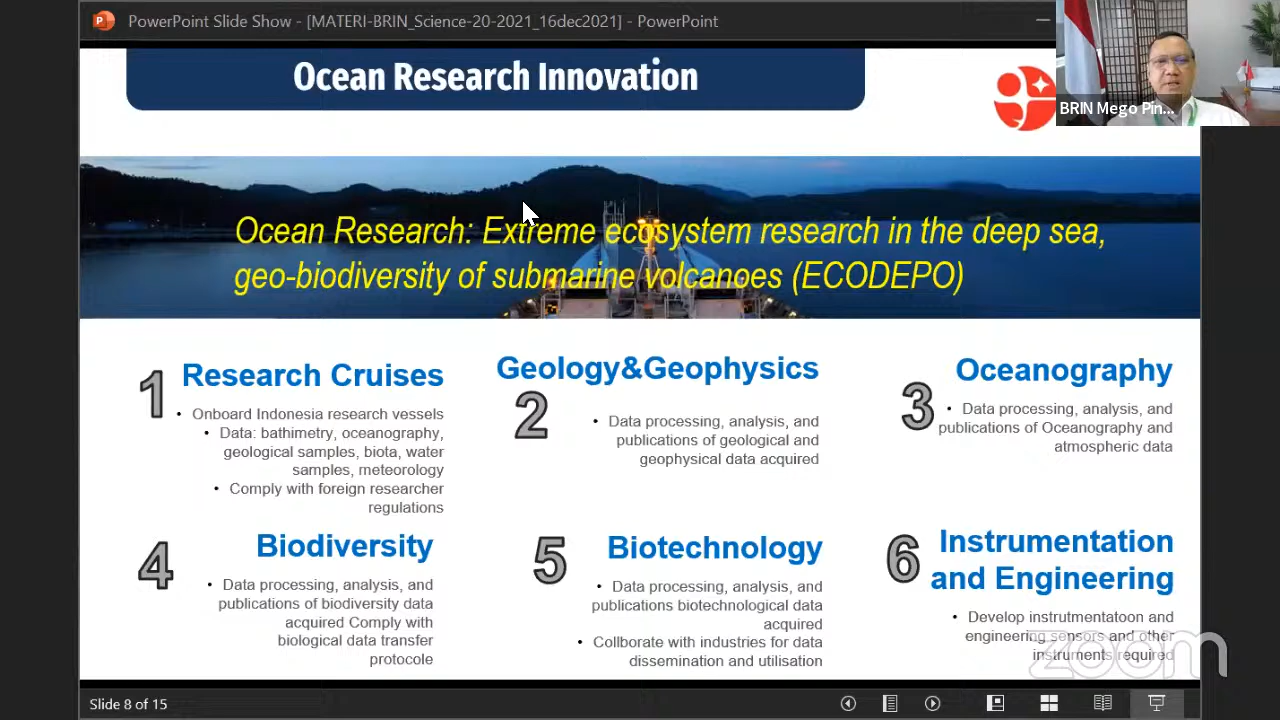 PowerPoint Slide Show - [MATERI-BRIN_Science-20-2021_16dec2021] - PowerPoint
BRIN Mego Pin...
Ocean Research Innovation
Ocean Research: Extreme ecosystem research in the deep sea,
geo-biodiversity of submarine volcanoes (ECODEPO)
1
Research Cruises
• Onboard Indonesia research vessels
• Data: bathimetry, oceanography,
geological samples, biota, water
samples, meteorology
• Comply with foreign researcher
regulations
Geology&Geophysics
2
• Data processing, analysis, and
publications of geological and
geophysical data acquired
Oceanography
3
• Data processing, analysis, and
publications of Oceanography and
atmospheric data
4
Biodiversity
• Data processing, analysis, and
publications of biodiversity data
acquired Comply with
biological data transfer
protocole
5
Biotechnology
• Data processing, analysis, and
publications biotechnological data
acquired
• Collborate with industries for data
dissemination and utilisation
6
Instrumentation
and Engineering
• Develop instrutmentatoon and
engineering sensors and other
instruments required
zoom
Slide 8 of 15